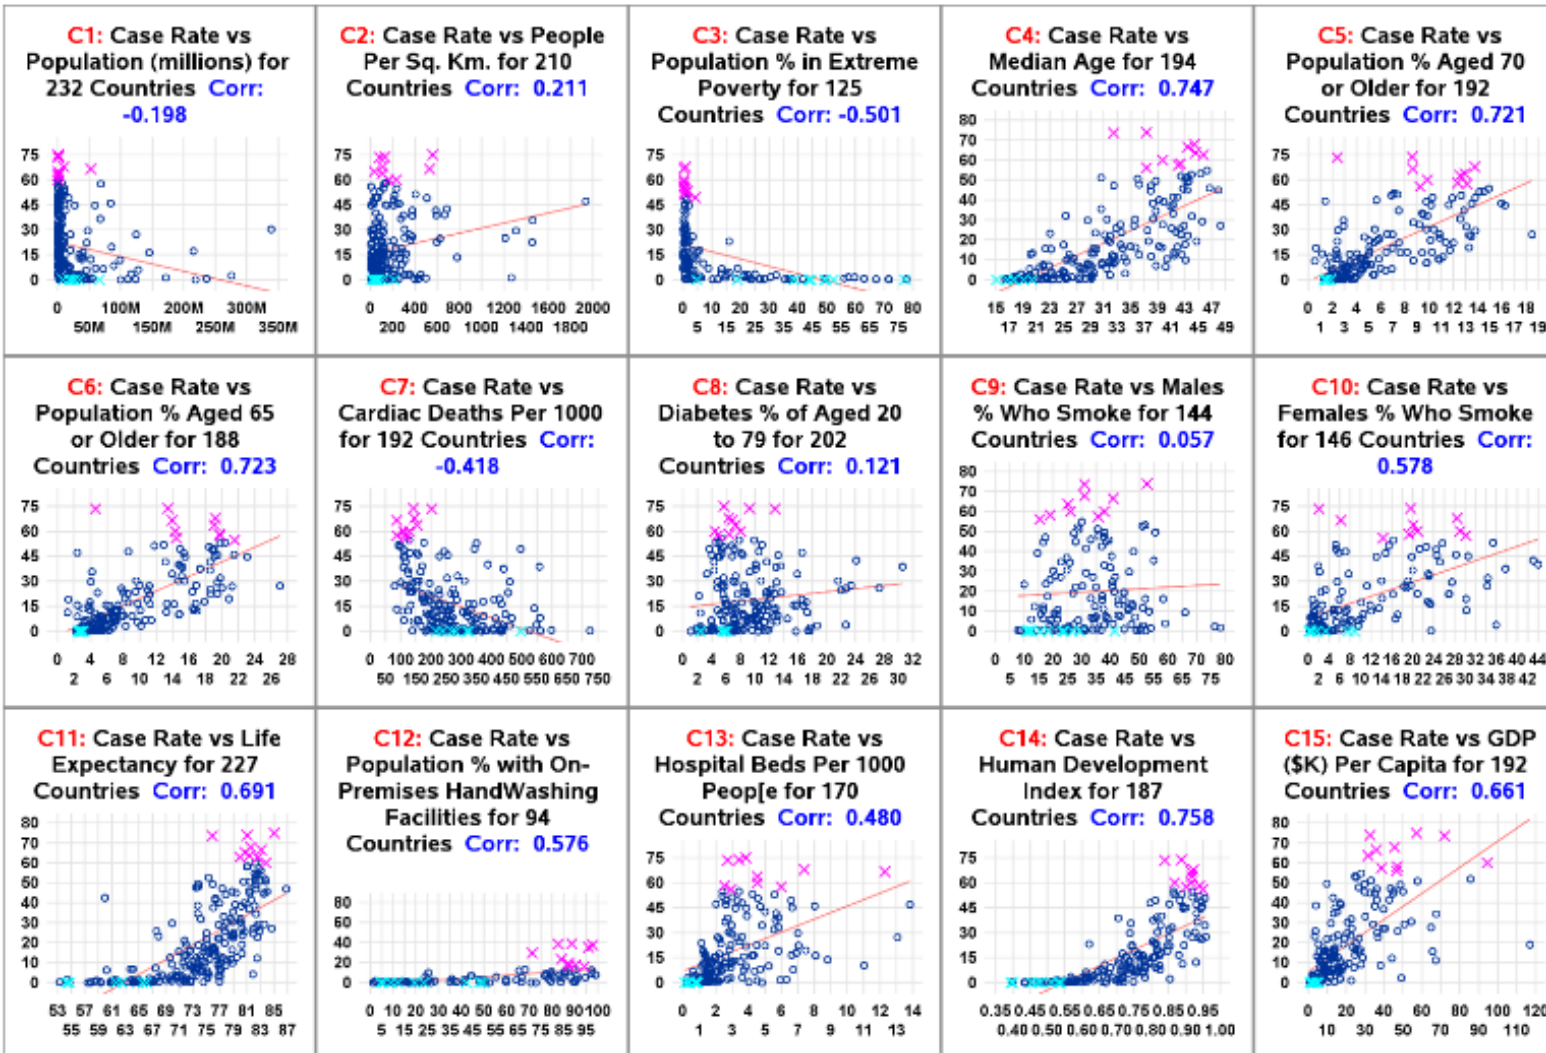 C1: Case Rate vs
Population (millions) for
232 Countries Corr:
-0.198
75
60
45
30
15
0
0 100M 200M 300M
50M 150M 250M 350M
C2: Case Rate vs People
Per Sq. Km. for 210
Countries Corr: 0.211
75
60
45
30
15
0
0 400 800 1200 1600 2000
200 600 1000 1400 1800
C3: Case Rate vs
Population % in Extreme
Poverty for 125
Countries Corr: -0.501
75
60
45
30
15
0
0 10 20 30 40 50 60 70 80
5 15 25 35 45 55 65 75
C4: Case Rate vs
Median Age for 194
Countries Corr: 0.747
80
70
60
50
40
30
20
10
0
15 19 23 27 31 35 39 43 47
17 21 25 29 33 37 41 45 49
C5: Case Rate vs
Population % Aged 70
or Older for 192
Countries Corr: 0.721
75
60
45
30
15
0
0 2 4 6 8 10 12 14 16 18
1 3 5 7 9 11 13 15 17 19
C6: Case Rate vs
Population % Aged 65
or Older for 188
Countries Corr: 0.723
75
60
45
30
15
0
0 4 8 12 16 20 24 28
2 6 10 14 18 22 26
C7: Case Rate vs
Cardiac Deaths Per 1000
for 192 Countries Corr:
-0.418
75
60
45
30
15
0
0 100 200 300 400 500 600 700
50 150 250 350 450 550 650 750
C8: Case Rate vs
Diabetes % of Aged 20
to 79 for 202
Countries Corr: 0.121
75
60
45
30
15
0
0 4 8 12 16 20 24 28 32
2 6 10 14 18 22 26 30
C9: Case Rate vs Males
% Who Smoke for 144
Countries Corr: 0.057
80
70
60
50
40
30
20
10
0
0 10 20 30 40 50 60 70 80
5 15 25 35 45 55 65 75
C10: Case Rate vs
Females % Who Smoke
for 146 Countries Corr:
0.578
75
60
45
30
15
0
0 4 8 12 16 20 24 28 32 36 40 44
2 6 10 14 18 22 26 30 34 38 42
C11: Case Rate vs Life
Expectancy for 227
Countries Corr: 0.691
80
70
60
50
40
30
20
10
0
53 57 61 65 69 73 77 81 85
55 59 63 67 71 75 79 83 87
C12: Case Rate vs
Population % with On-
Premises HandWashing
Facilities for 94
Countries Corr: 0.576
80
60
40
20
0
0 10 20 30 40 50 60 70 80 90 100
5 15 25 35 45 55 65 75 85 95
C13: Case Rate vs
Hospital Beds Per 1000
Peop[e for 170
Countries Corr: 0.480
75
60
45
30
15
0
0 2 4 6 8 10 12 14
1 3 5 7 9 11 13
C14: Case Rate vs
Human Development
Index for 187
Countries Corr: 0.758
75
60
45
30
15
0
0.35 0.45 0.55 0.65 0.75 0.85 0.95
0.40 0.50 0.60 0.70 0.80 0.90 1.00
C15: Case Rate vs GDP
($K) Per Capita for 192
Countries Corr: 0.661
80
70
60
50
40
30
20
10
0
0 20 40 60 80 100 120
10 30 50 70 90 110